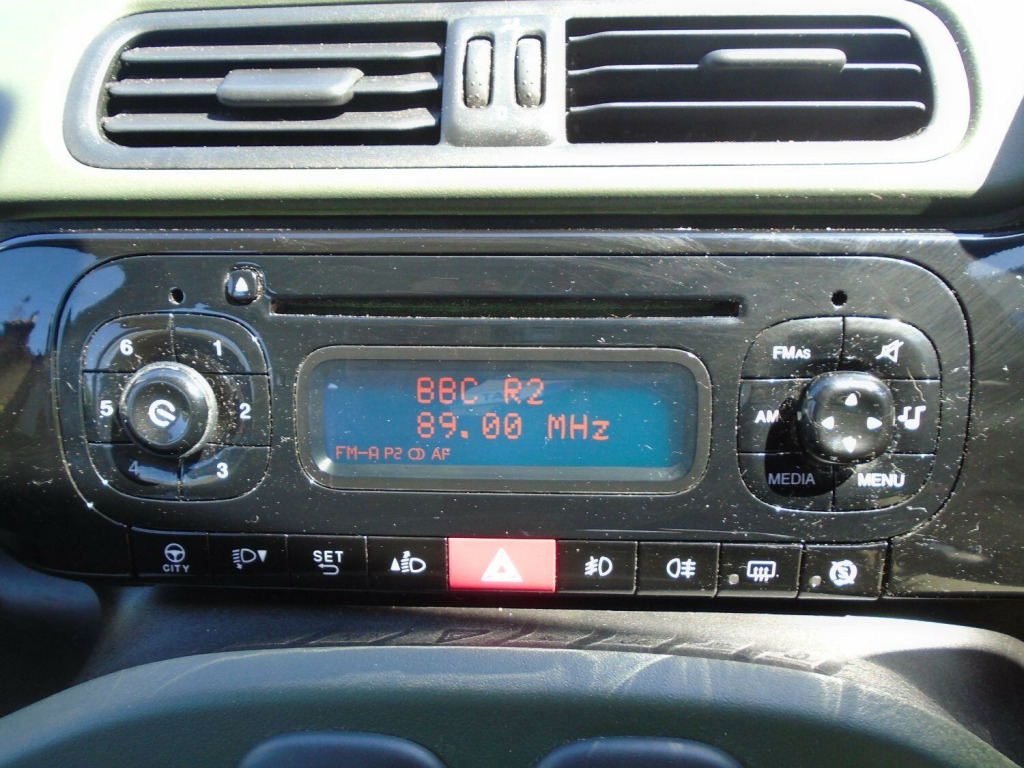 6 1
5 2
4 3
BBC R2
89.00 MHz
FM-A P2 AF
FMAS
AM
MEDIA MENU
CITY
SET